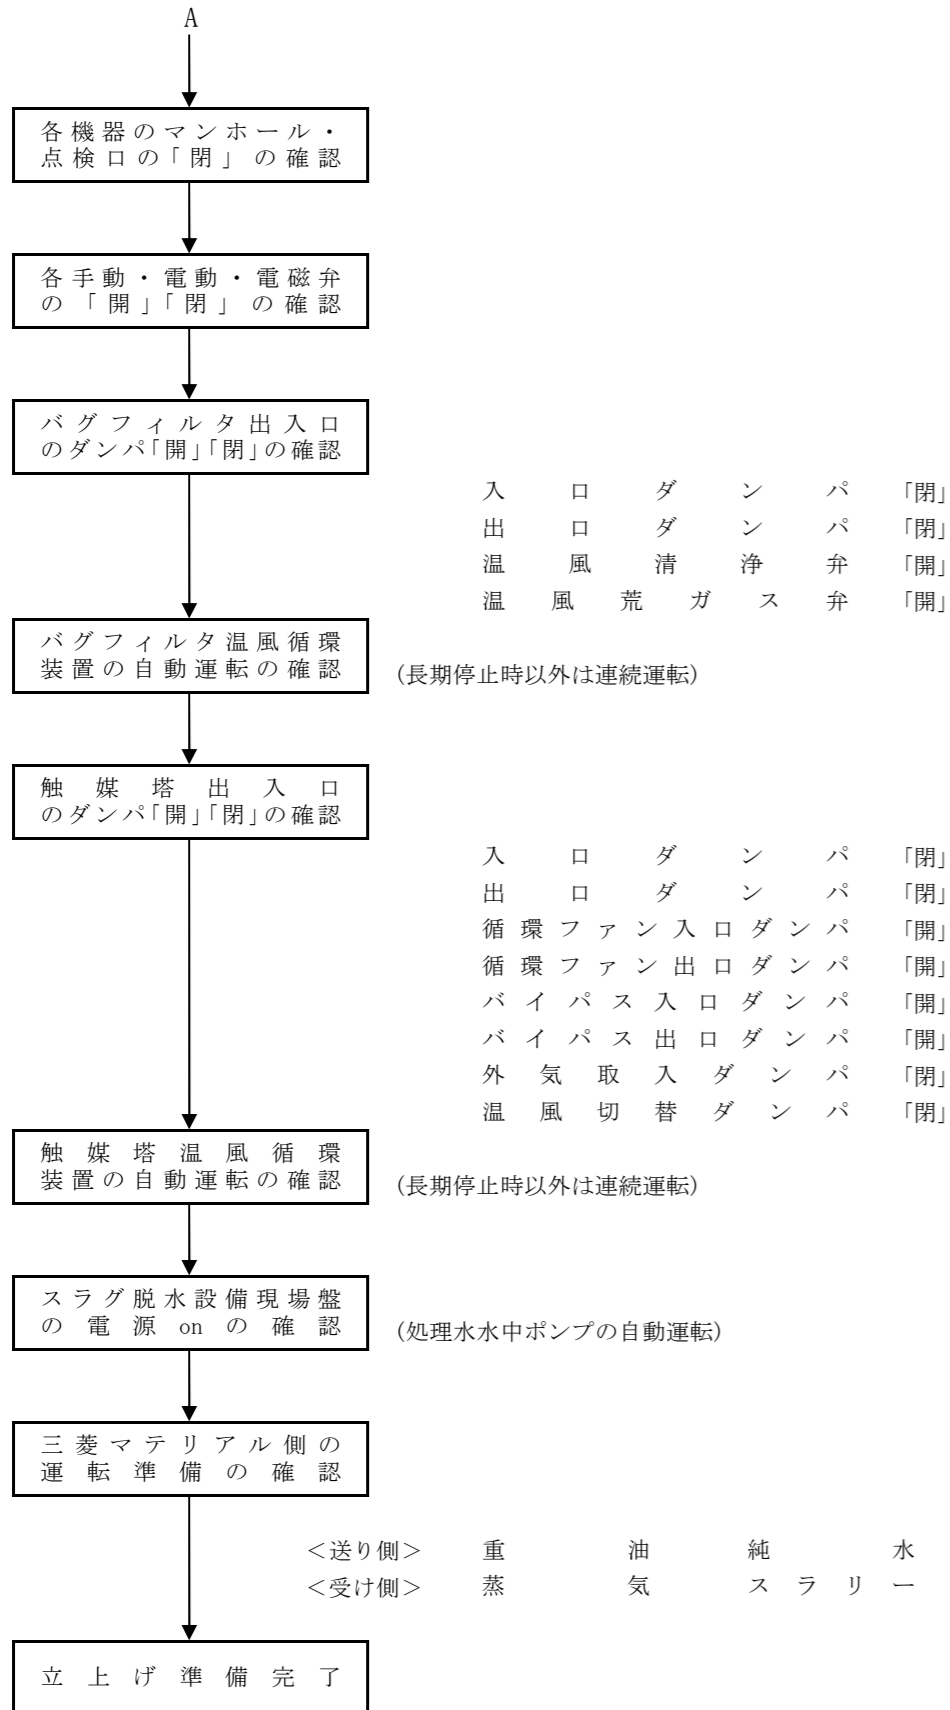 A
各機器のマンホール・
点検口の「閉」の確認
各手動・電動・電磁弁
の「開」「閉」の確認
バグフィルタ出入口
のダンパ「開」「閉」の確認
入口ダンパ 「閉」
出口ダンパ 「閉」
温風清浄弁 「開」
温風荒ガス弁 「開」
バグフィルタ温風循環
装置の自動運転の確認 (長期停止時以外は連続運転)
触媒塔出入口
のダンパ「開」「閉」の確認
入口ダンパ 「閉」
出口ダンパ 「閉」
循環ファン入口ダンパ 「開」
循環ファン出口ダンパ 「開」
バイパス入口ダンパ 「開」
バイパス出口ダンパ 「開」
外気取入ダンパ 「閉」
温風切替ダンパ 「閉」
触媒塔温風循環
装置の自動運転の確認 (長期停止時以外は連続運転)
スラグ脱水設備現場盤
の電源onの確認 (処理水水中ポンプの自動運転)
三菱マテリアル側の
運転準備の確認
＜送り側＞ 重油 純水
＜受け側＞ 蒸気 スラリー
立上げ準備完了